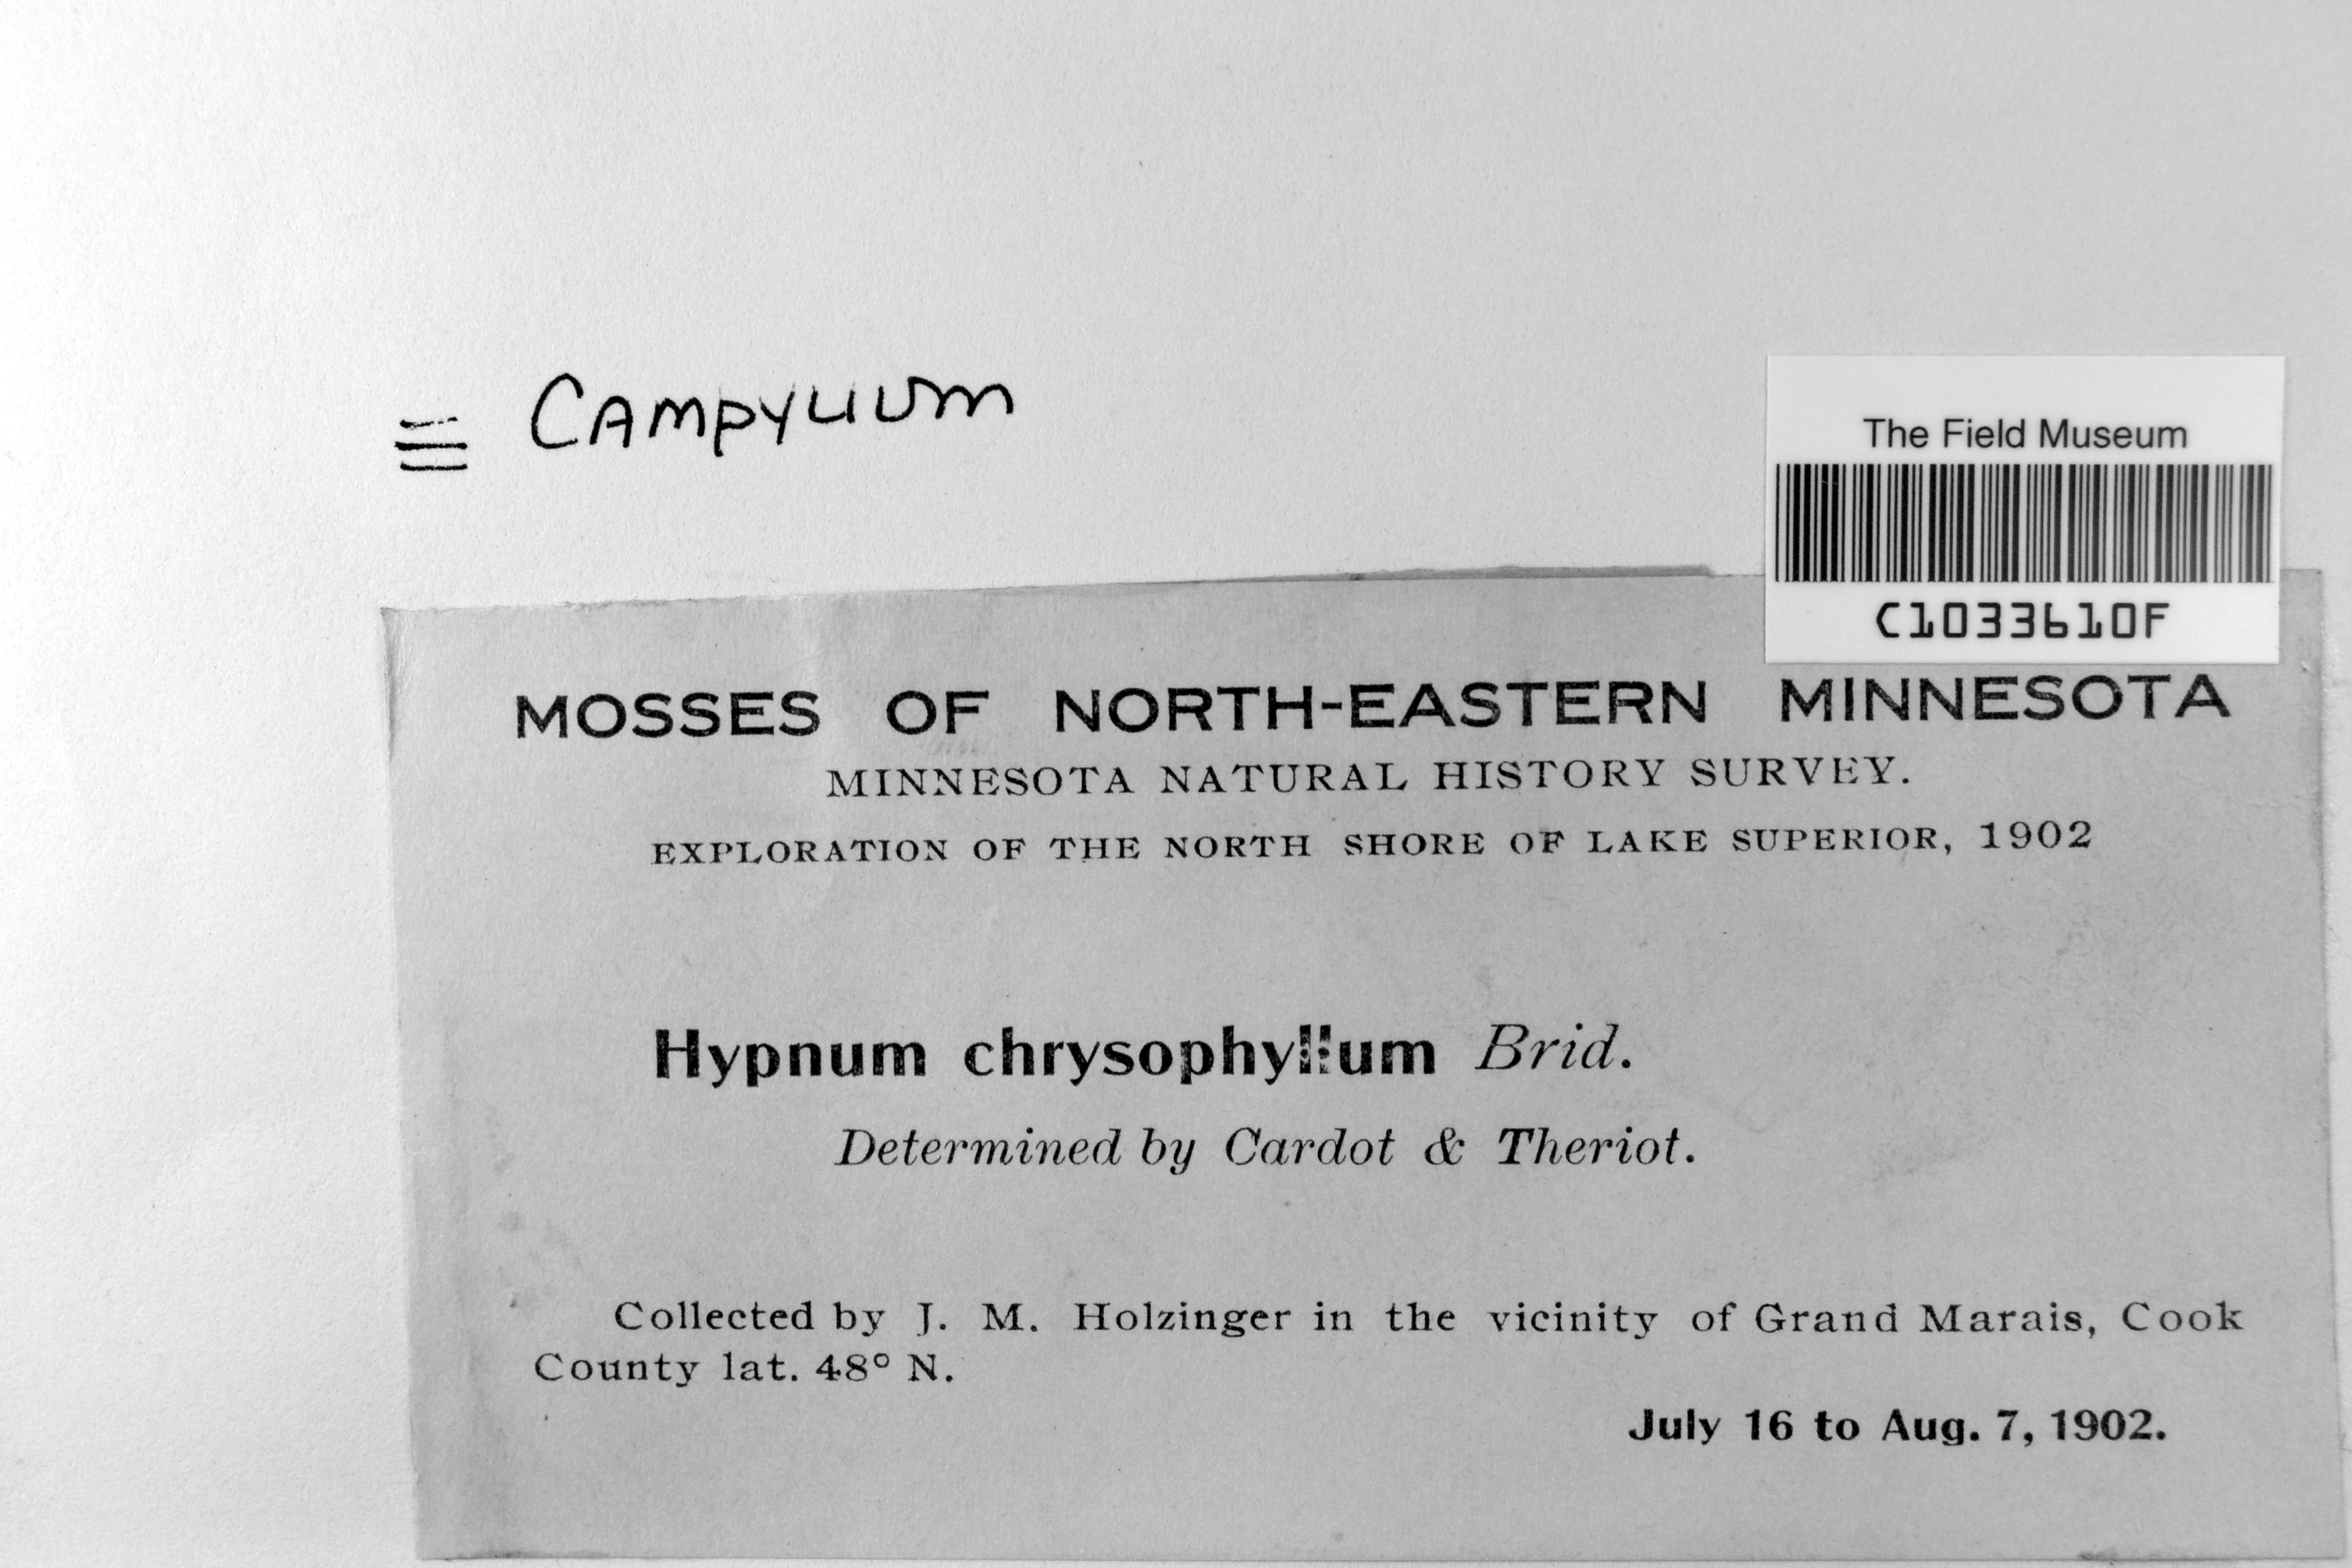 ≡ Campylium
The Field Museum
C1033610F
MOSSES OF NORTH-EASTERN MINNESOTA
MINNESOTA NATURAL HISTORY SURVEY.
EXPLORATION OF THE NORTH SHORE OF LAKE SUPERIOR, 1902
Hypnum chrysophyllum Brid.
Determined by Cardot & Theriot.
Collected by J. M. Holzinger in the vicinity of Grand Marais, Cook
County lat. 48° N.
July 16 to Aug. 7, 1902.